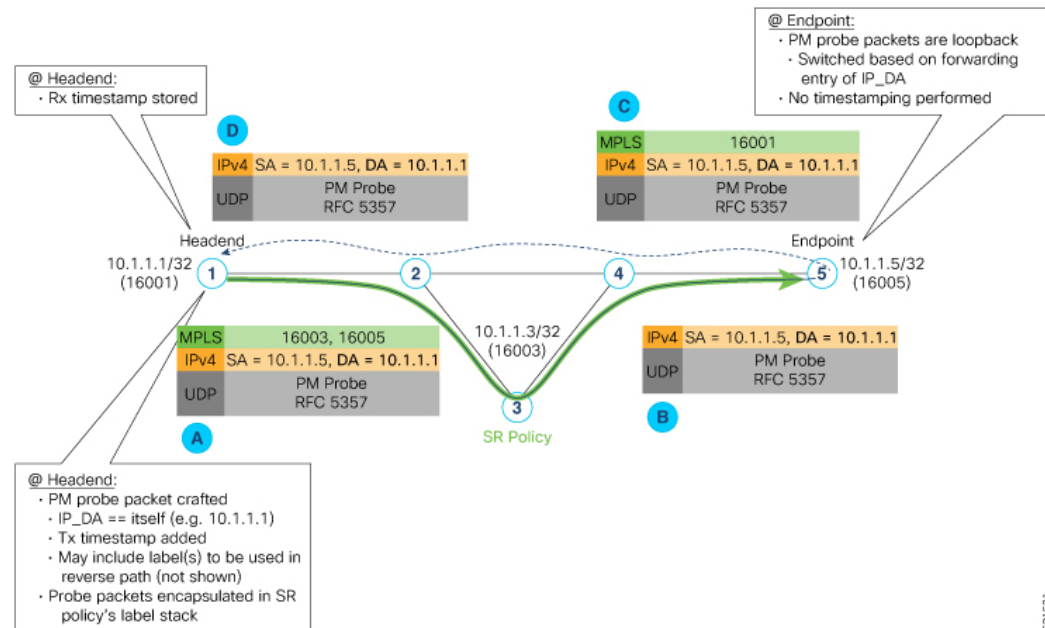 @ Endpoint:
· PM probe packets are loopback
· Switched based on forwarding
entry of IP_DA
· No timestamping performed
@ Headend:
· Rx timestamp stored
D
C
MPLS 16001
IPv4 SA = 10.1.1.5, DA = 10.1.1.1
UDP PM Probe
RFC 5357
IPv4 SA = 10.1.1.5, DA = 10.1.1.1
UDP PM Probe
RFC 5357
Headend
Endpoint
10.1.1.1/32
(16001)
1
2
4
5
10.1.1.5/32
(16005)
10.1.1.3/32
(16003)
MPLS 16003, 16005
IPv4 SA = 10.1.1.5, DA = 10.1.1.1
UDP PM Probe
RFC 5357
IPv4 SA = 10.1.1.5, DA = 10.1.1.1
UDP PM Probe
RFC 5357
3
SR Policy
A
B
@ Headend:
· PM probe packet crafted
· IP_DA == itself (e.g. 10.1.1.1)
· Tx timestamp added
· May include label(s) to be used in
reverse path (not shown)
· Probe packets encapsulated in SR
policy's label stack